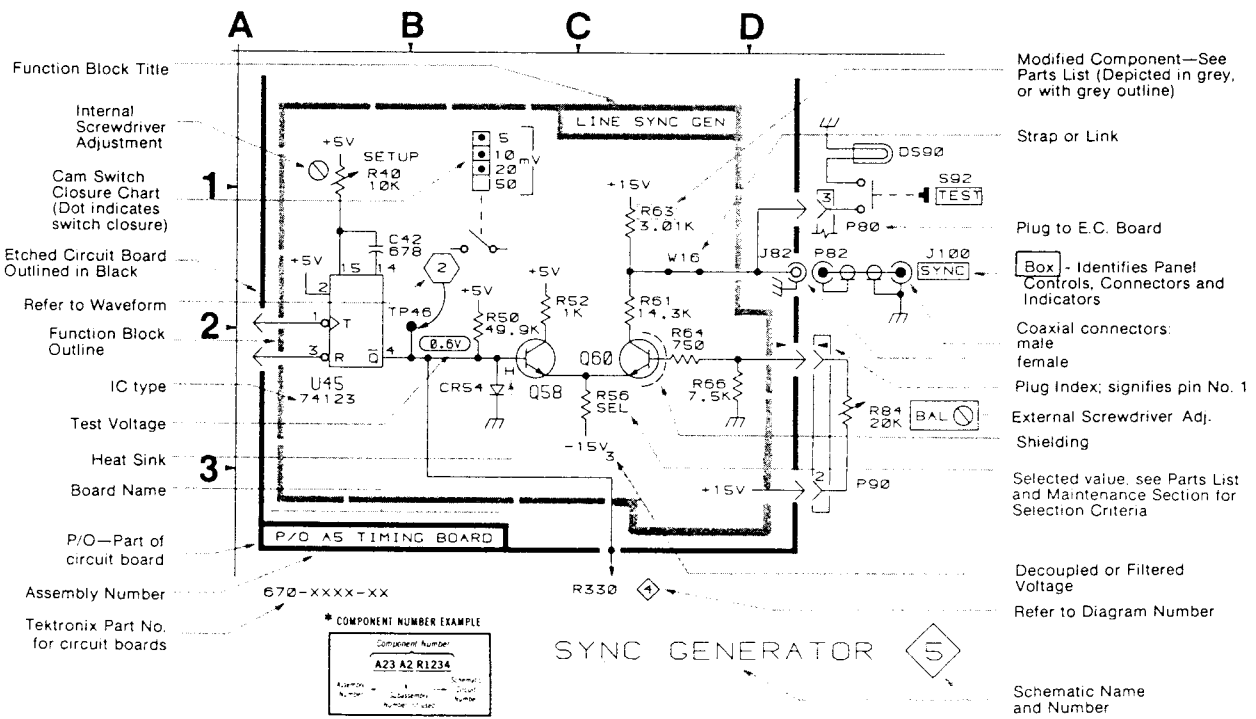 A B C D
Function Block Title
Internal
Screwdriver
Adjustment
Cam Switch
Closure Chart
(Dot indicates
switch closure)
Etched Circuit Board
Outlined in Black
Refer to Waveform
Function Block
Outline
IC type
Test Voltage
Heat Sink
Board Name
P/O—Part of
circuit board
Assembly Number
Tektronix Part No.
for circuit boards
1
2
3
LINE SYNC GEN
+5V
SETUP
R40
10K
5
10
20
50
mV
C42
678
+5V
15
14
2
1
T
3
R
Q
4
U45
74123
2
TP46
0.6V
+5V
R50
49.9K
CR54
H
+5V
R52
1K
Q58
+15V
R63
3.01K
W16
R61
14.3K
Q60
R64
750
R56
SEL
-15V3
R66
7.5K
+15V
P/O A5 TIMING BOARD
670-XXXX-XX
R330
4
DS90
S92
TEST
3
P80
J82
P82
J100
SYNC
R84
20K
BAL
2
P90
Modified Component—See
Parts List (Depicted in grey,
or with grey outline)
Strap or Link
Plug to E.C. Board
Box - Identifies Panel
Controls, Connectors and
Indicators
Coaxial connectors:
male
female
Plug Index; signifies pin No. 1
External Screwdriver Adj.
Shielding
Selected value, see Parts List
and Maintenance Section for
Selection Criteria
Decoupled or Filtered
Voltage
Refer to Diagram Number
Schematic Name
and Number
* COMPONENT NUMBER EXAMPLE
Component Number
A23 A2 R1234
Assembly
Number
Subassembly
Number (if used)
Schematic
Circuit
Number
SYNC GENERATOR
5